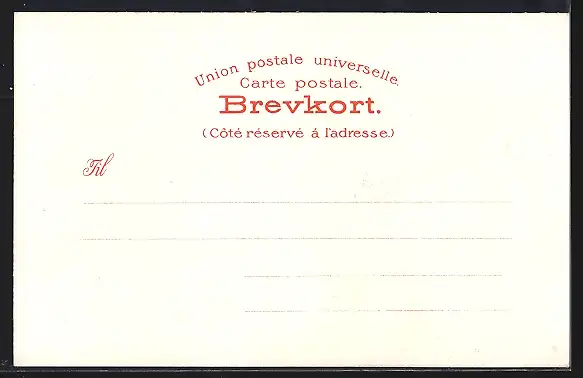 Union postale universelle.
Carte postale.
Brevkort.
(Côté réservé á l'adresse.)
Til